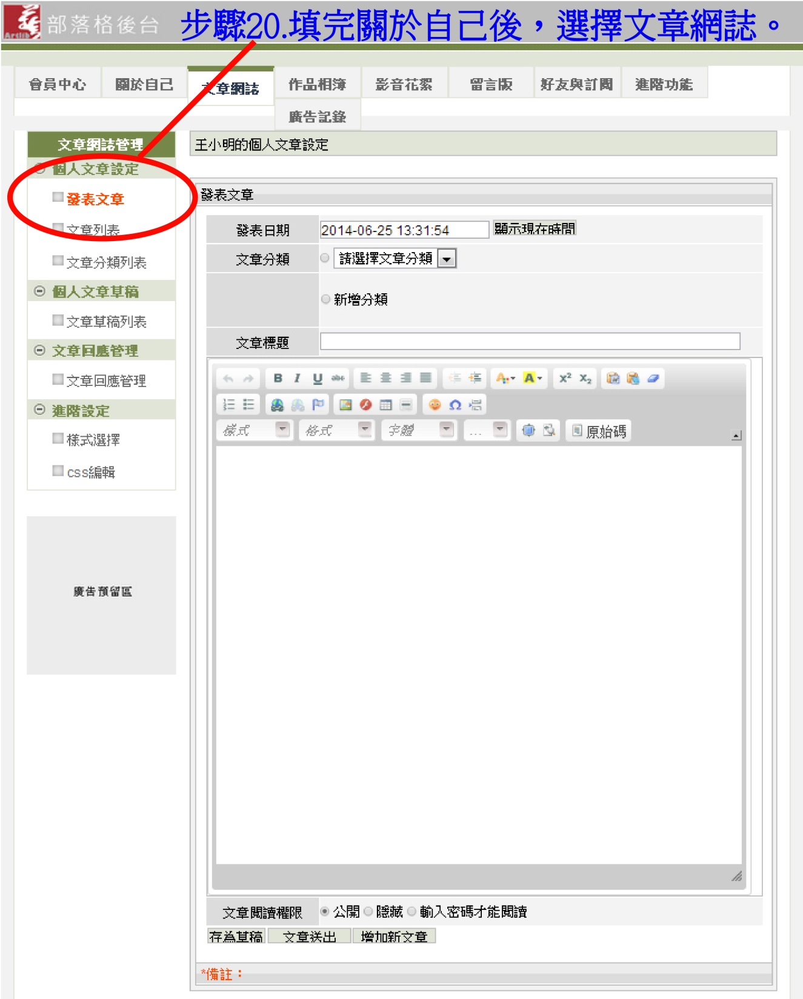 Artlib 部落格後台 步驟20.填完關於自己後，選擇文章網誌。
會員中心 關於自己 文章網誌 作品相簿 影音花絮 留言版 好友與訂閱 進階功能
廣告記錄
文章網誌管理
個人文章設定
發表文章
文章列表
文章分類列表
個人文章草稿
文章草稿列表
文章回應管理
文章回應管理
進階設定
樣式選擇
css編輯
廣告預留區
王小明的個人文章設定
發表文章
發表日期 2014-06-25 13:31:54 顯示現在時間
文章分類 請選擇文章分類
新增分類
文章標題
B I U abc A A x² x₂
Ω
樣式 格式 字體 ... 原始碼
文章閱讀權限 公開 隱藏 輸入密碼才能閱讀
存為草稿 文章送出 增加新文章
*備註：